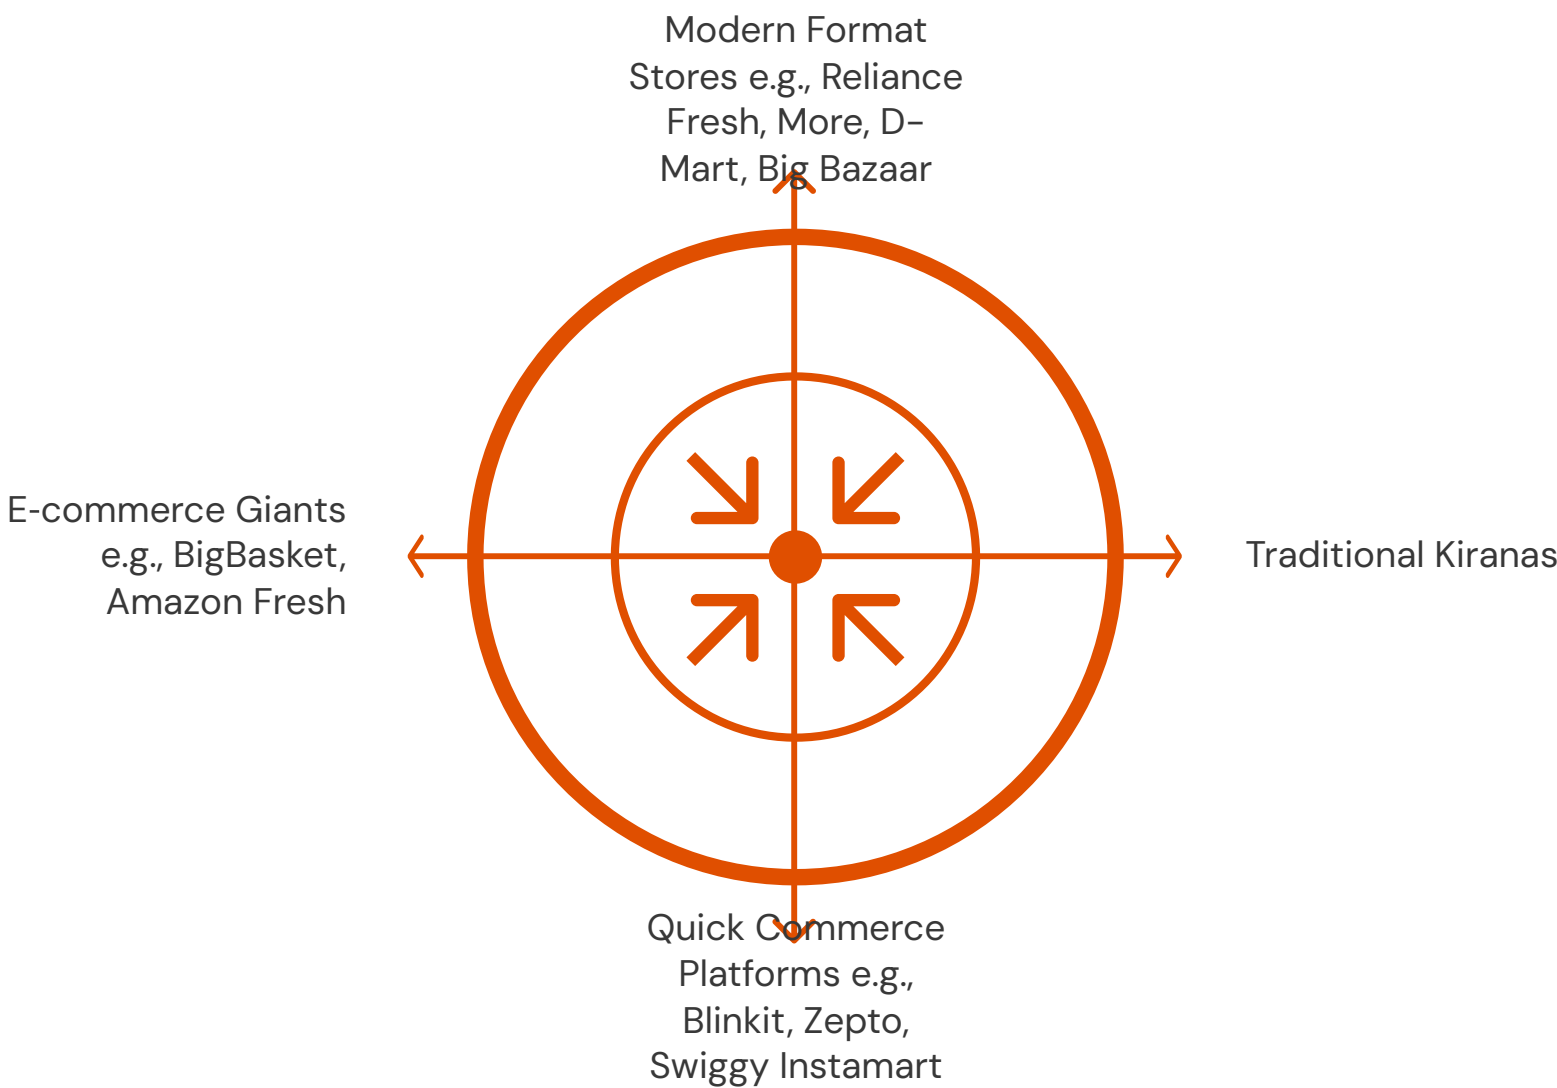 Modern Format
Stores e.g., Reliance
Fresh, More, D-
Mart, Big Bazaar
E-commerce Giants
e.g., BigBasket,
Amazon Fresh
Traditional Kiranas
Quick Commerce
Platforms e.g.,
Blinkit, Zepto,
Swiggy Instamart